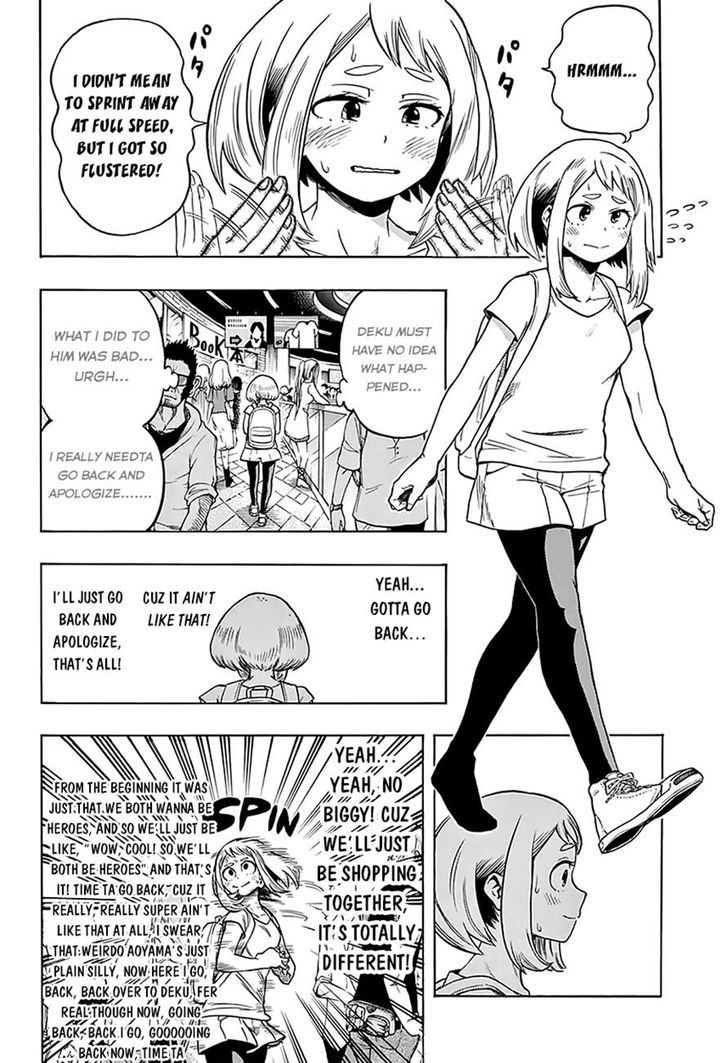 HRMMM...
パタ
パタ
I DIDN'T MEAN
TO SPRINT AWAY
AT FULL SPEED,
BUT I GOT SO
FLUSTERED!
DEKU MUST
HAVE NO IDEA
WHAT HAP-
PENED...
BOOK
WHAT I DID TO
HIM WAS BAD...
URGH...
I REALLY NEEDTA
GO BACK AND
APOLOGIZE.......
YEAH...
GOTTA GO
BACK...
CUZ IT AIN'T
LIKE THAT!
I'LL JUST GO
BACK AND
APOLOGIZE,
THAT'S ALL!
YEAH...
YEAH, NO
BIGGY! CUZ
WE'LL JUST
BE SHOPPING
TOGETHER,
IT'S TOTALLY
DIFFERENT!
SPIN
FROM THE BEGINNING IT WAS
JUST THAT WE BOTH WANNA BE
HEROES, AND SO WE'LL JUST BE
LIKE, "WOW, COOL! SO WE'LL
BOTH BE HEROES" AND THAT'S
IT! TIME TA GO BACK, CUZ IT
REALLY, REALLY SUPER AIN'T
LIKE THAT AT ALL, I SWEAR,
THAT WEIRDO AOYAMA'S JUST
PLAIN SILLY, NOW HERE I GO,
BACK, BACK OVER TO DEKU, FER
REAL THOUGH NOW, GOING
BACK, BACK I GO, GOOOOOING
... BACK NOW, TIME TA